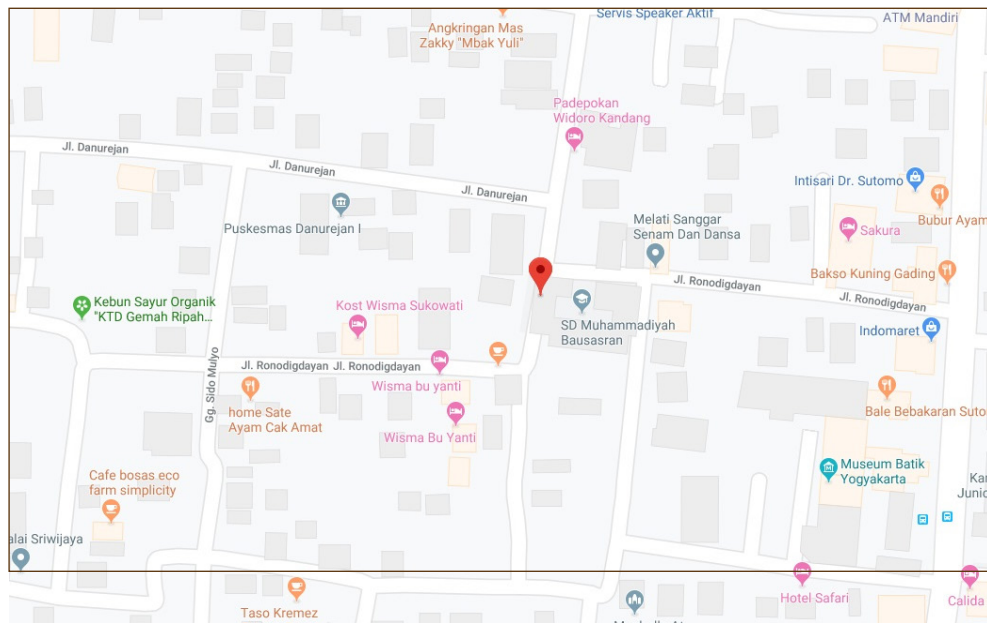 Servis Speaker Aktif
ATM Mandiri
Angkringan Mas
Zakky "Mbak Yuli"
Padepokan
Widoro Kandang
Jl. Danurejan
Jl. Danurejan
Jl. Danurejan
Intisari Dr. Sutomo
Bubur Ayam
Puskesmas Danurejan I
Melati Sanggar
Senam Dan Dansa
Sakura
Bakso Kuning Gading
Jl. Ronodigdayan
Jl. Ronodigdayan
Kebun Sayur Organik
"KTD Gemah Ripah...
Kost Wisma Sukowati
SD Muhammadiyah
Bausasran
Indomaret
Jl. Ronodigdayan
Jl. Ronodigdayan
Gg. Sido Mulyo
Wisma bu yanti
home Sate
Ayam Cak Amat
Wisma Bu Yanti
Bale Bebakaran Suto
Cafe bosas eco
farm simplicity
Museum Batik
Yogyakarta
Kar
Junio
alai Sriwijaya
Taso Kremez
Hotel Safari
Calida